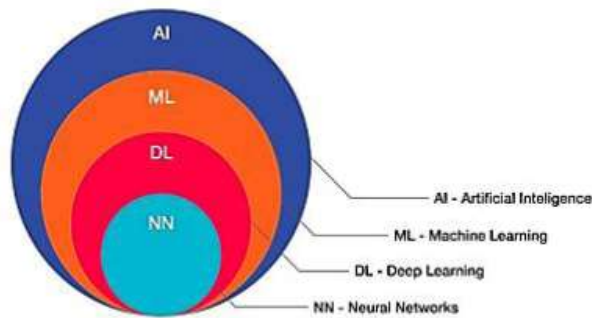 AI
ML
DL
NN
AI - Artificial Inteligence
ML - Machine Learning
DL - Deep Learning
NN - Neural Networks